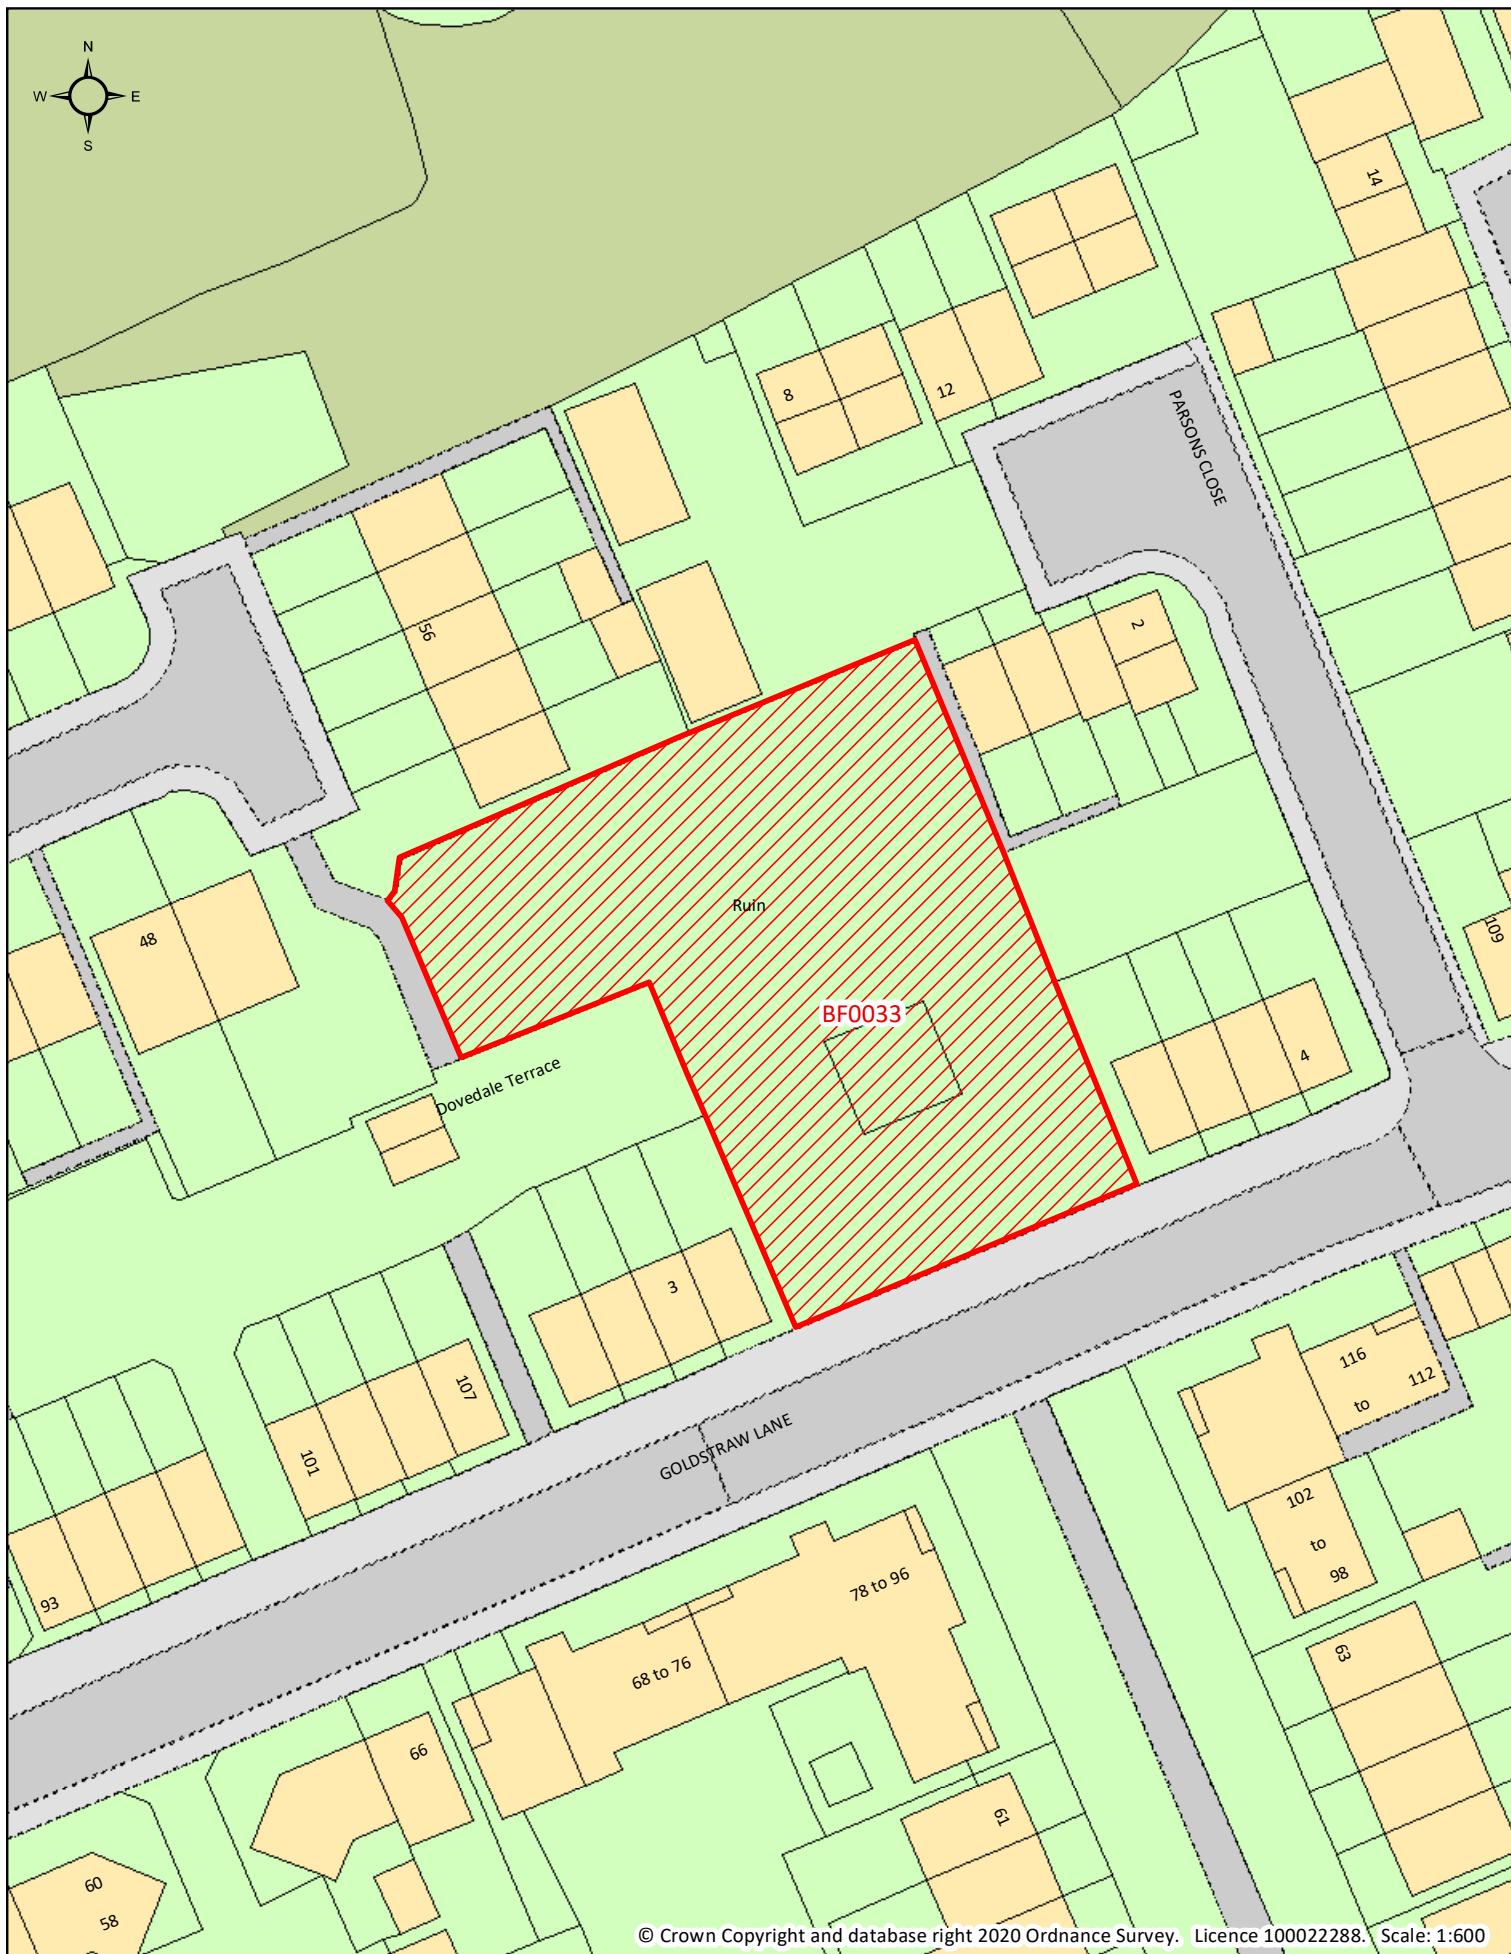 N
W E
S
14
8
12
PARSONS CLOSE
56
2
Ruin
48
109
BF0033
4
Dovedale Terrace
3
116
to
112
107
101
GOLDSTRAW LANE
102
to
98
78 to 96
93
63
68 to 76
66
61
60
58
© Crown Copyright and database right 2020 Ordnance Survey. Licence 100022288. Scale: 1:600